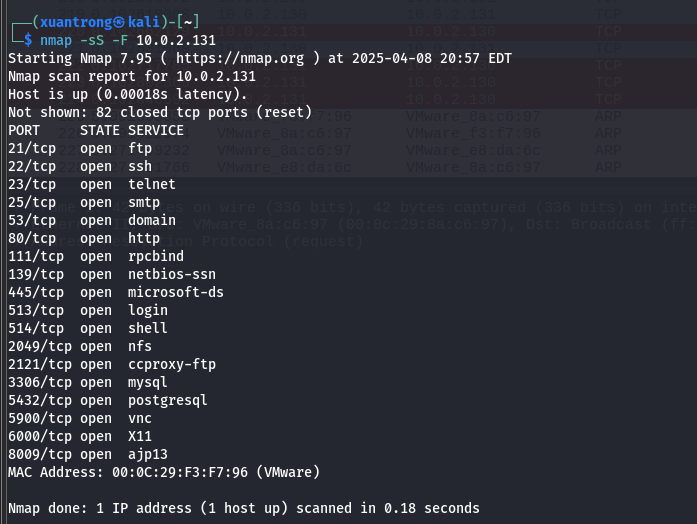 ┌──(xuantrong㉿kali)-[~]
└─$ nmap -sS -F 10.0.2.131
Starting Nmap 7.95 ( https://nmap.org ) at 2025-04-08 20:57 EDT
Nmap scan report for 10.0.2.131
Host is up (0.00018s latency).
Not shown: 82 closed tcp ports (reset)
PORT     STATE SERVICE
21/tcp   open  ftp
22/tcp   open  ssh
23/tcp   open  telnet
25/tcp   open  smtp
53/tcp   open  domain
80/tcp   open  http
111/tcp  open  rpcbind
139/tcp  open  netbios-ssn
445/tcp  open  microsoft-ds
513/tcp  open  login
514/tcp  open  shell
2049/tcp open  nfs
2121/tcp open  ccproxy-ftp
3306/tcp open  mysql
5432/tcp open  postgresql
5900/tcp open  vnc
6000/tcp open  X11
8009/tcp open  ajp13
MAC Address: 00:0C:29:F3:F7:96 (VMware)
Nmap done: 1 IP address (1 host up) scanned in 0.18 seconds